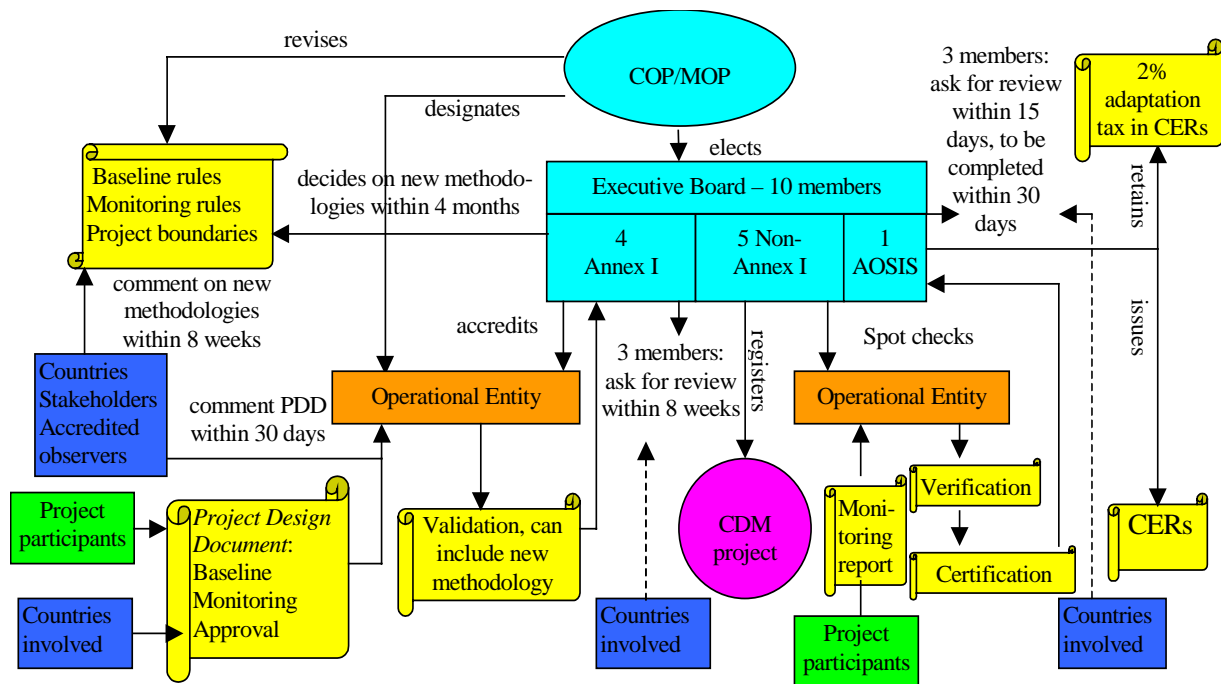 revises
COP/MOP
3 members:
ask for review
within 15
days, to be
completed
within 30
days
2%
adaptation
tax in CERs
designates
elects
retains
Baseline rules
Monitoring rules
Project boundaries
decides on new methodo-
logies within 4 months
Executive Board – 10 members
4
Annex I
5 Non-
Annex I
1
AOSIS
comment on new
methodologies
within 8 weeks
accredits
3 members:
ask for review
within 8 weeks
registers
Spot checks
issues
Countries
Stakeholders
Accredited
observers
comment PDD
within 30 days
Operational Entity
Operational Entity
Project
participants
Project Design
Document:
Baseline
Monitoring
Approval
Validation, can
include new
methodology
CDM
project
Moni-
toring
report
Verification
Certification
CERs
Countries
involved
Countries
involved
Project
participants
Countries
involved